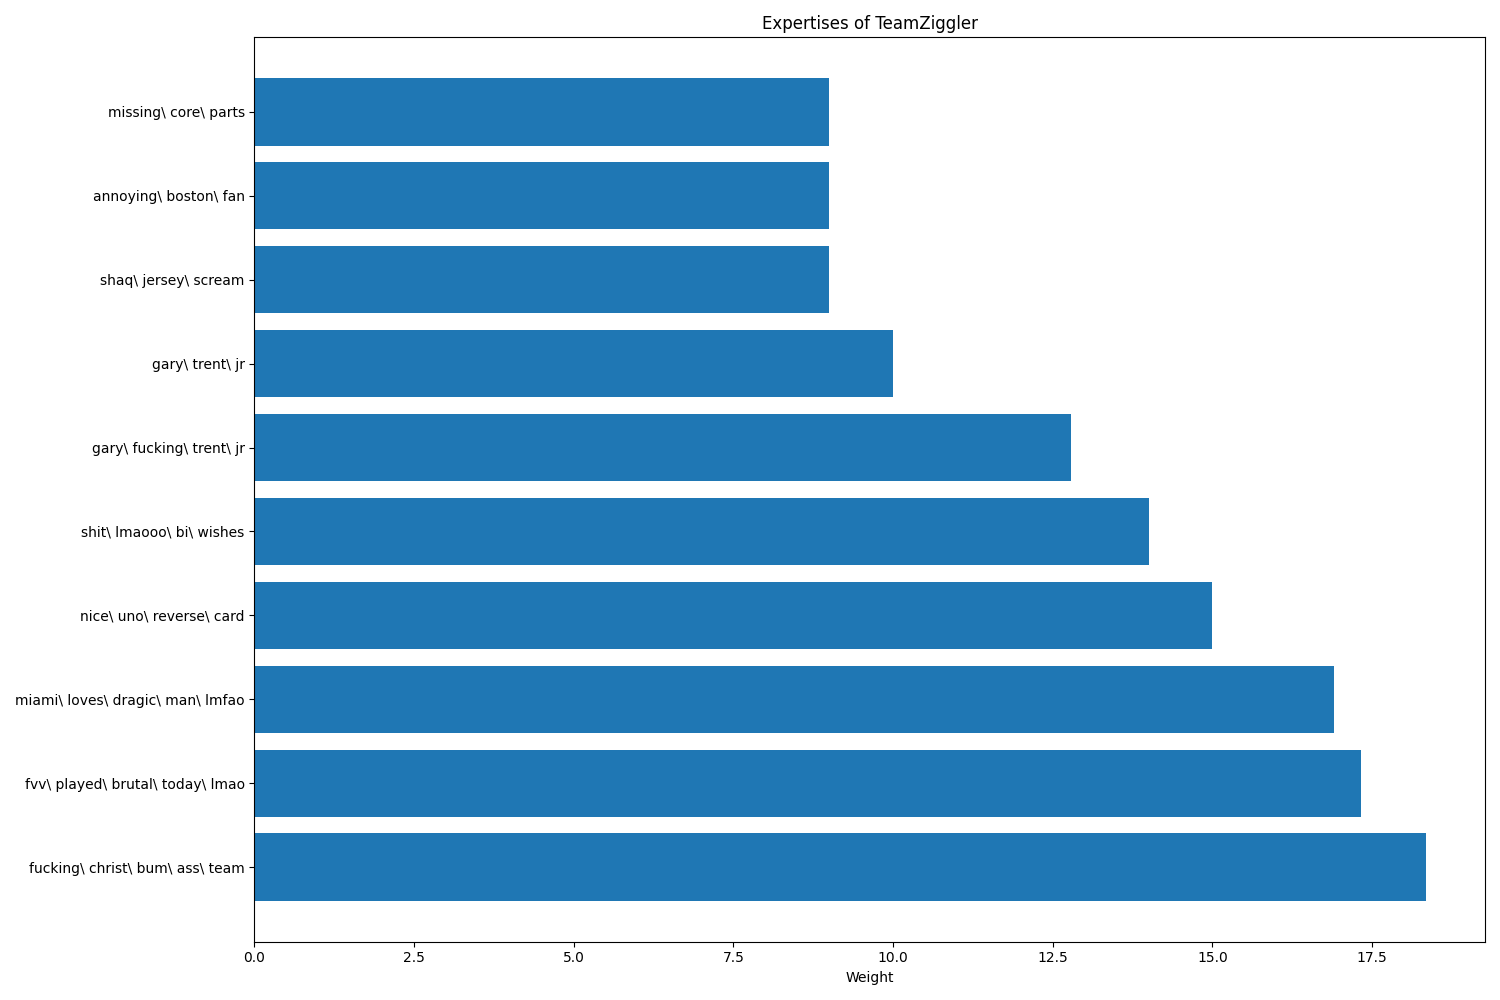 Expertises of TeamZiggler
missing\ core\ parts
annoying\ boston\ fan
shaq\ jersey\ scream
gary\ trent\ jr
gary\ fucking\ trent\ jr
shit\ lmaooo\ bi\ wishes
nice\ uno\ reverse\ card
miami\ loves\ dragic\ man\ lmfao
fvv\ played\ brutal\ today\ lmao
fucking\ christ\ bum\ ass\ team
0.0 2.5 5.0 7.5 10.0 12.5 15.0 17.5
Weight